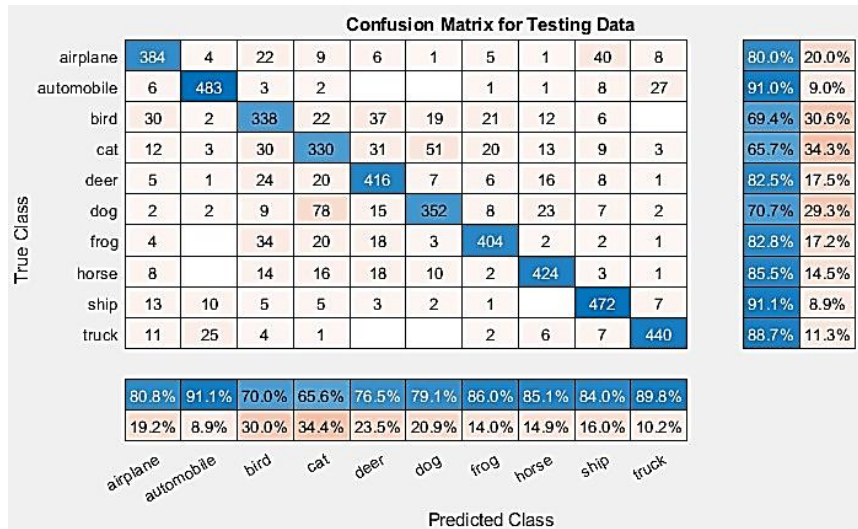 Confusion Matrix for Testing Data
airplane 384 4 22 9 6 1 5 1 40 8 80.0% 20.0%
automobile 6 483 3 2 1 1 8 27 91.0% 9.0%
bird 30 2 338 22 37 19 21 12 6 69.4% 30.6%
cat 12 3 30 330 31 51 20 13 9 3 65.7% 34.3%
deer 5 1 24 20 416 7 6 16 8 1 82.5% 17.5%
dog 2 2 9 78 15 352 8 23 7 2 70.7% 29.3%
frog 4 34 20 18 3 404 2 2 1 82.8% 17.2%
horse 8 14 16 18 10 2 424 3 1 85.5% 14.5%
ship 13 10 5 5 3 2 1 472 7 91.1% 8.9%
truck 11 25 4 1 2 6 7 440 88.7% 11.3%
True Class
80.8% 91.1% 70.0% 65.6% 76.5% 79.1% 86.0% 85.1% 84.0% 89.8%
19.2% 8.9% 30.0% 34.4% 23.5% 20.9% 14.0% 14.9% 16.0% 10.2%
airplane automobile bird cat deer dog frog horse ship truck
Predicted Class